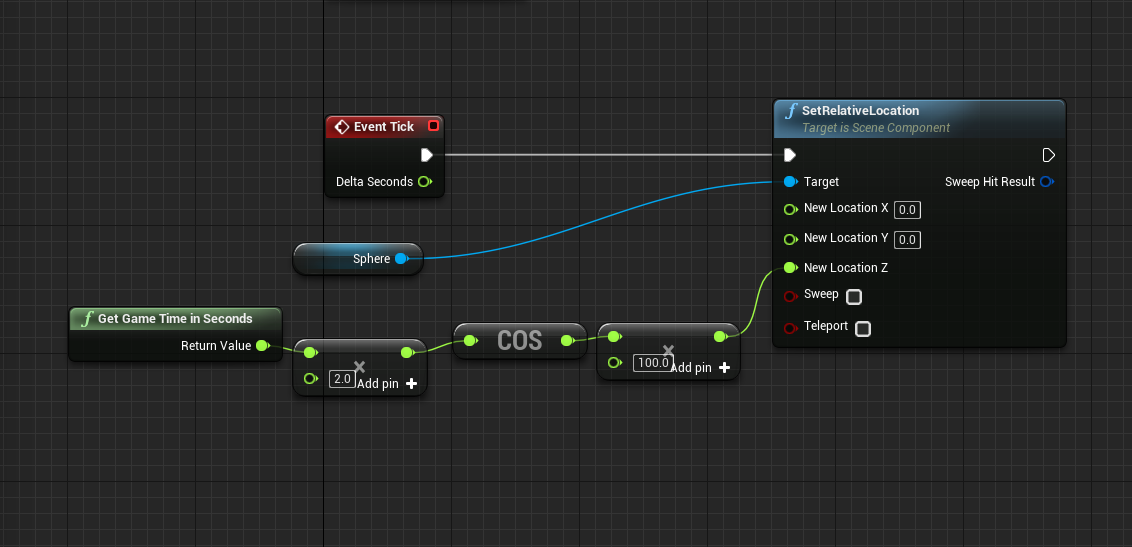 Event Tick
Delta Seconds
Sphere
f Get Game Time in Seconds
Return Value
×
2.0
Add pin +
COS
×
100.0
Add pin +
f SetRelativeLocation
Target is Scene Component
Target
Sweep Hit Result
New Location X 0.0
New Location Y 0.0
New Location Z
Sweep
Teleport